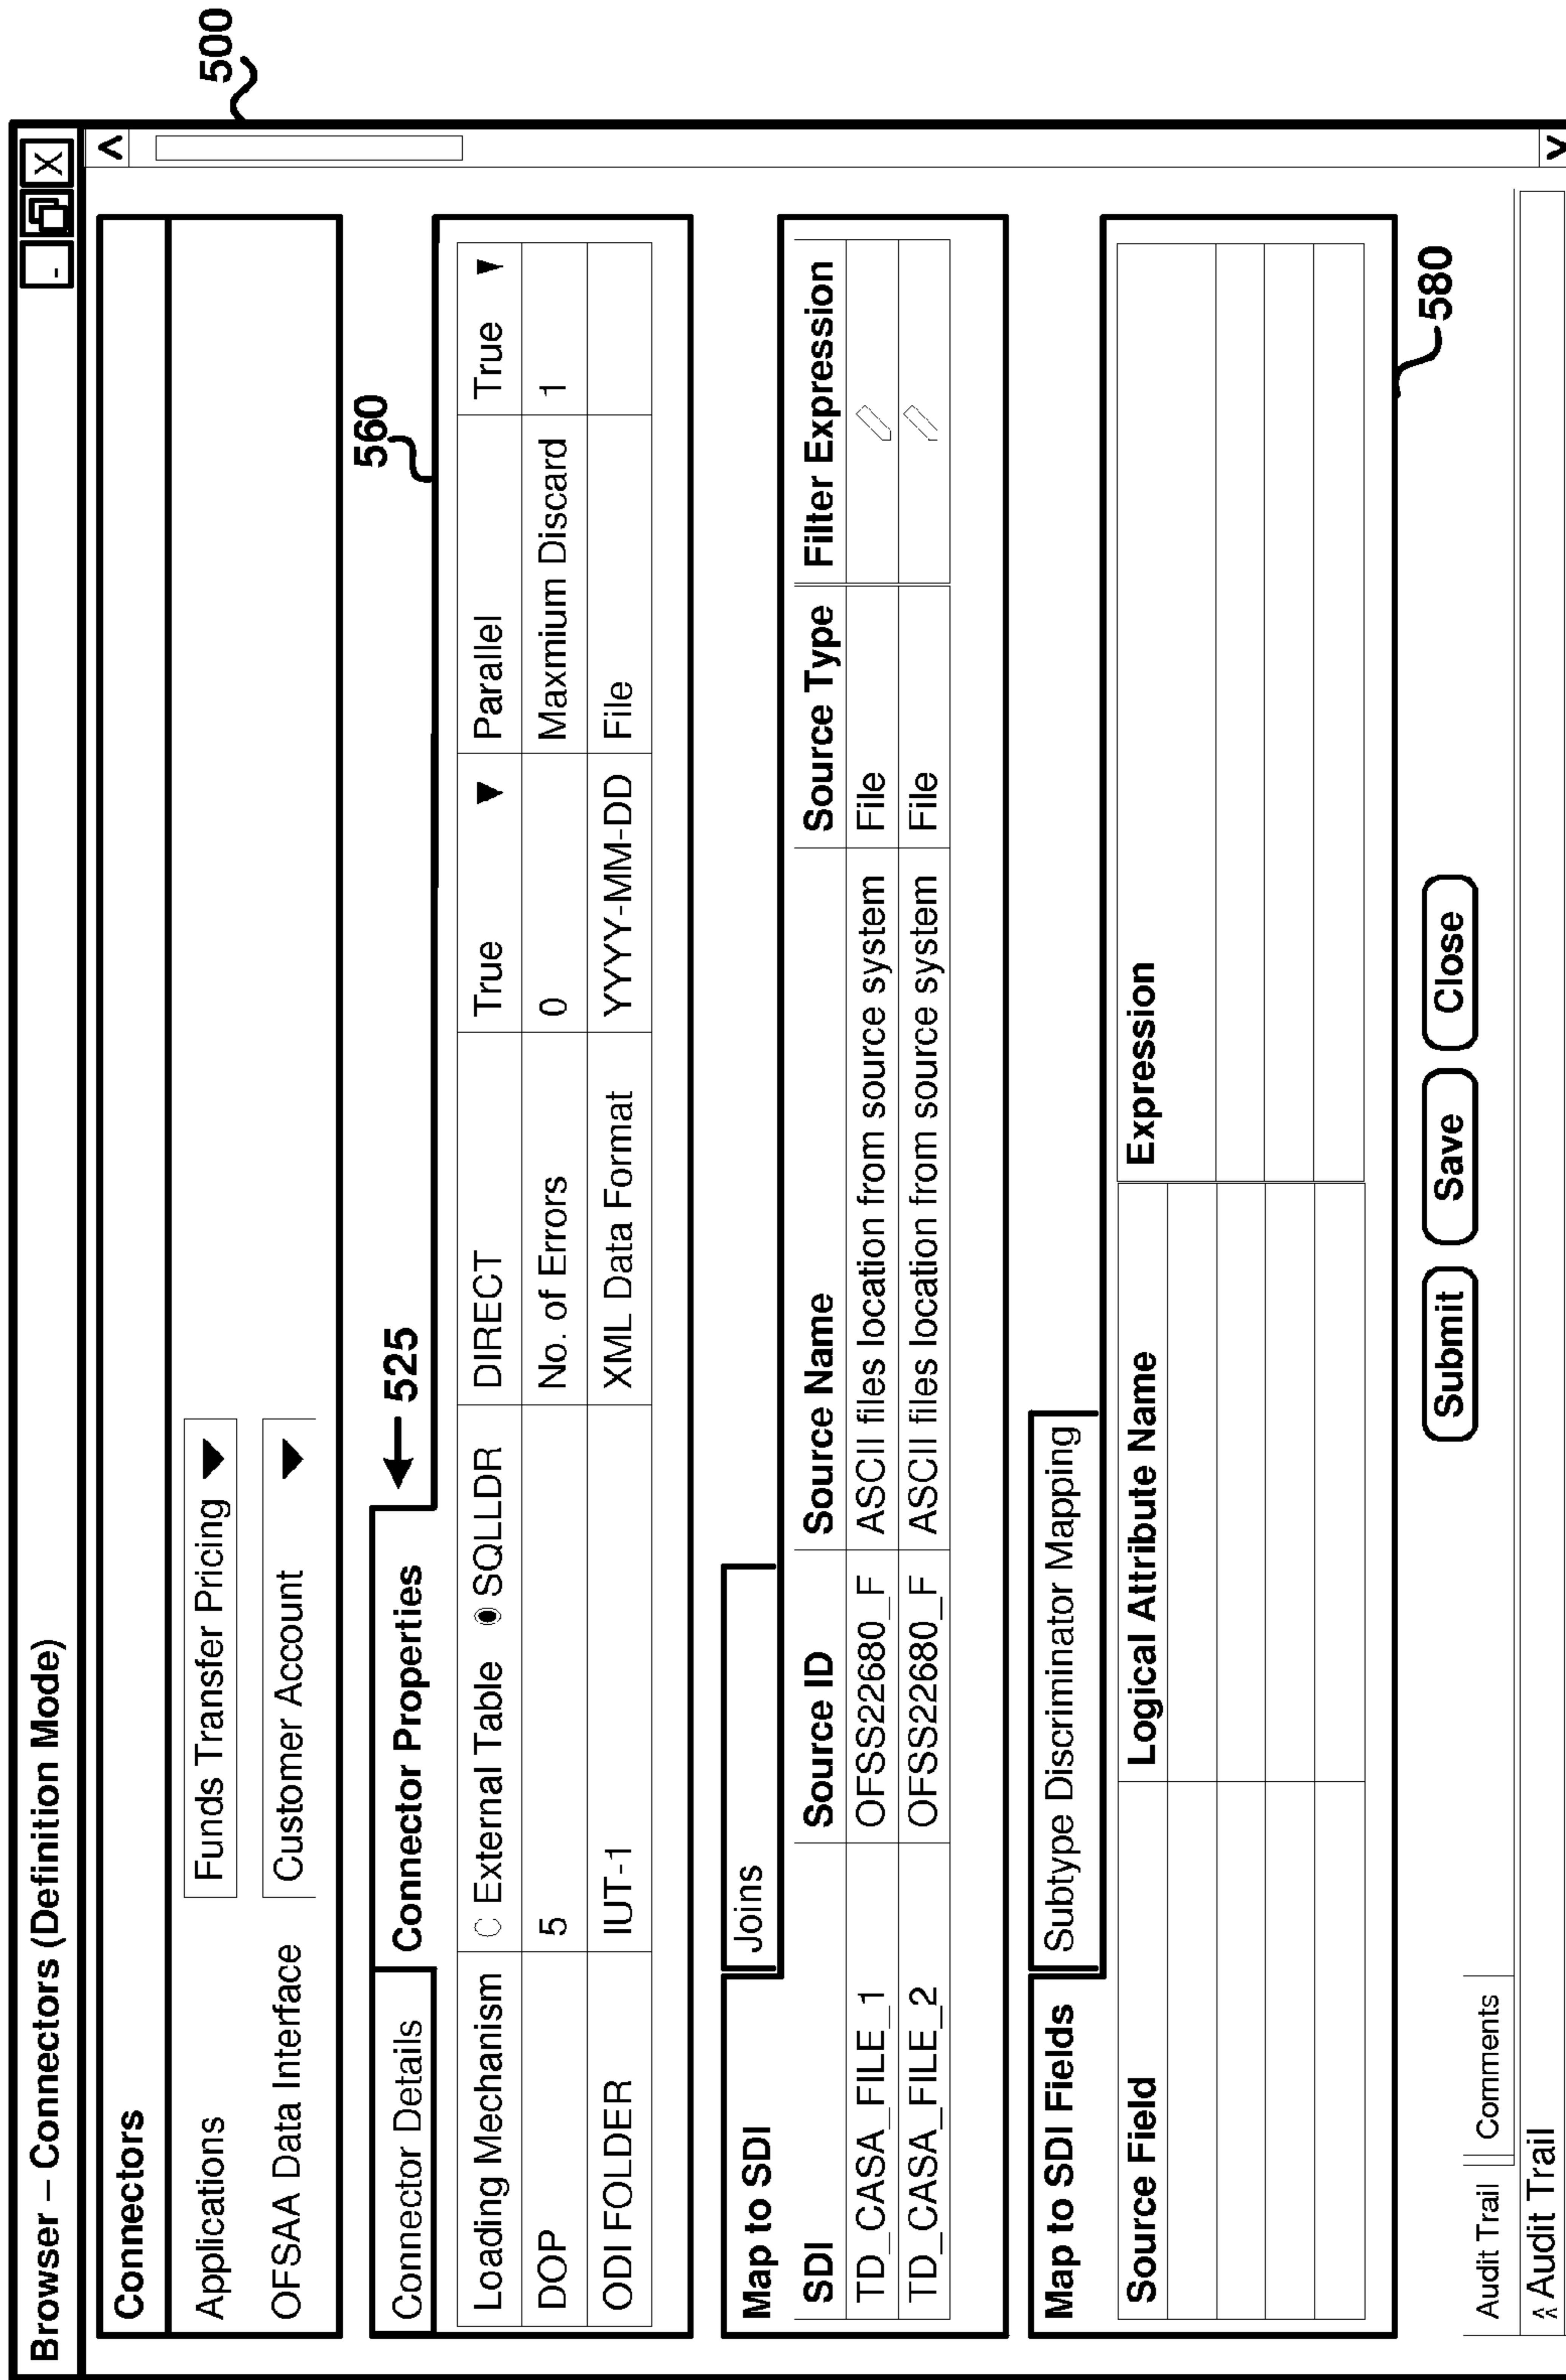 Browser – Connectors (Definition Mode) - X
500
Connectors
Applications Funds Transfer Pricing
OFSAA Data Interface Customer Account
560
Connector Details Connector Properties 525
Loading Mechanism External Table SQLLDR DIRECT True Parallel True
DOP 5 No. of Errors 0 Maxmium Discard 1
ODI FOLDER IUT-1 XML Data Format YYYY-MM-DD File
Map to SDI Joins
SDI Source ID Source Name Source Type Filter Expression
TD_CASA_FILE_1 OFSS22680_F ASCII files location from source system File
TD_CASA_FILE_2 OFSS22680_F ASCII files location from source system File
Map to SDI Fields Subtype Discriminator Mapping
Source Field Logical Attribute Name Expression
580
Submit Save Close
Audit Trail Comments
Audit Trail